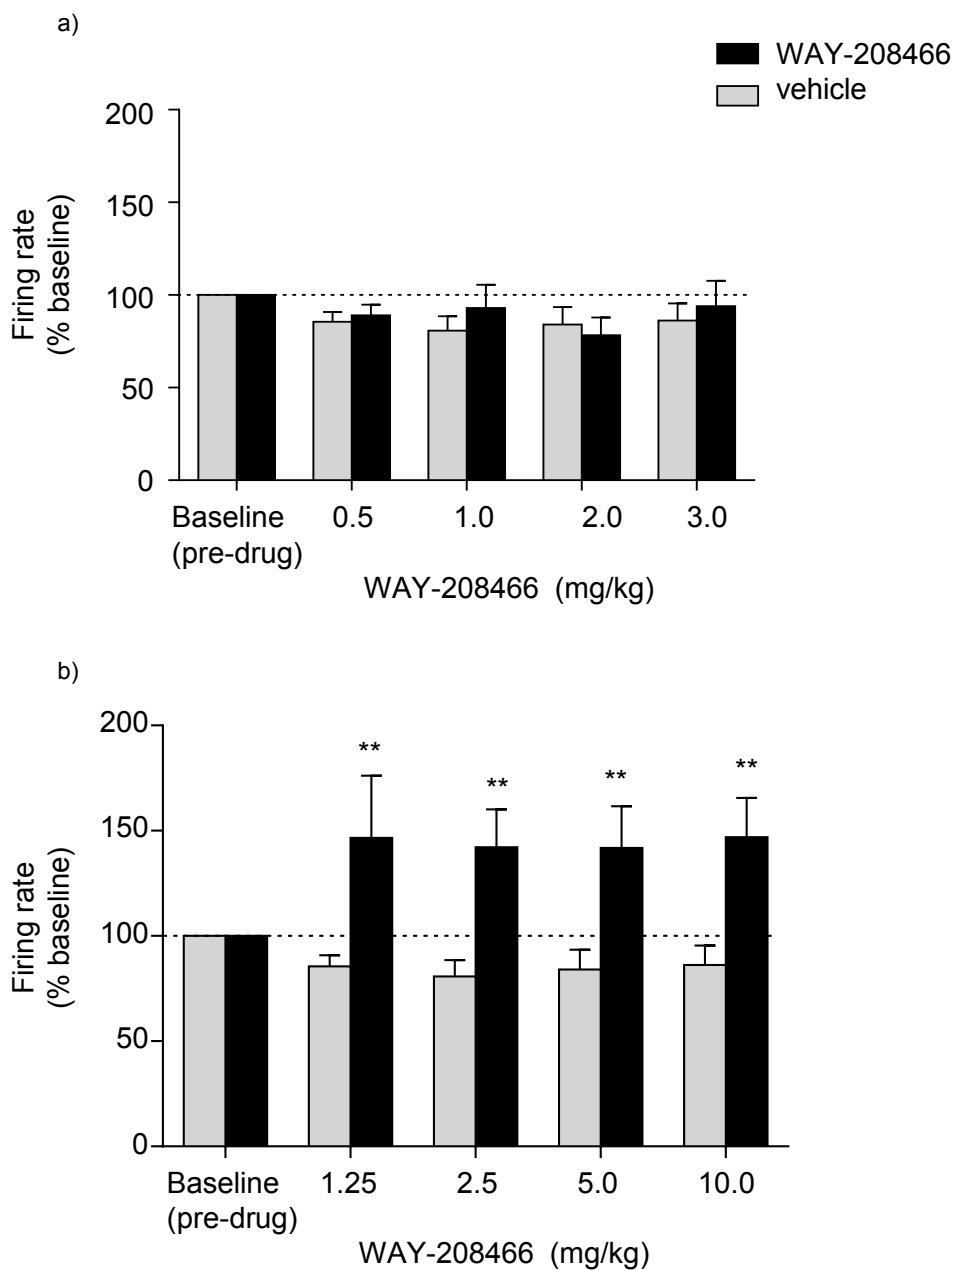 a)
WAY-208466
vehicle
200
150
100
50
0
Firing rate
(% baseline)
Baseline 0.5 1.0 2.0 3.0
(pre-drug)
WAY-208466 (mg/kg)
b)
200
150
100
50
0
Firing rate
(% baseline)
** ** ** **
Baseline 1.25 2.5 5.0 10.0
(pre-drug)
WAY-208466 (mg/kg)